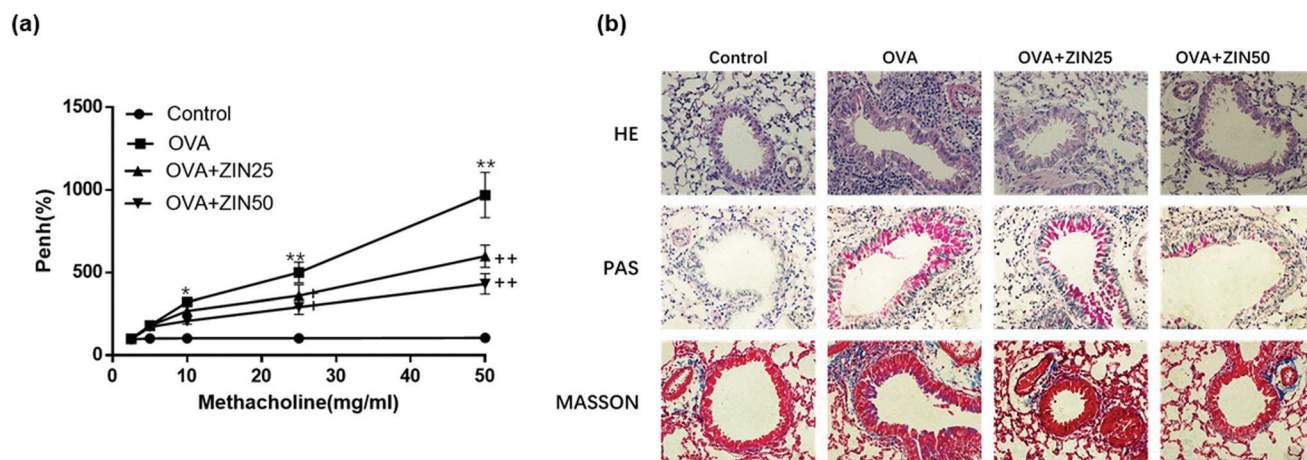 (a)
(b)
Control
OVA
OVA+ZIN25
OVA+ZIN50
HE
PAS
MASSON
1500
1000
500
0
Penh(%)
Control
OVA
OVA+ZIN25
OVA+ZIN50
*
**
**
+
+
++
++
0
10
20
30
40
50
Methacholine(mg/ml)